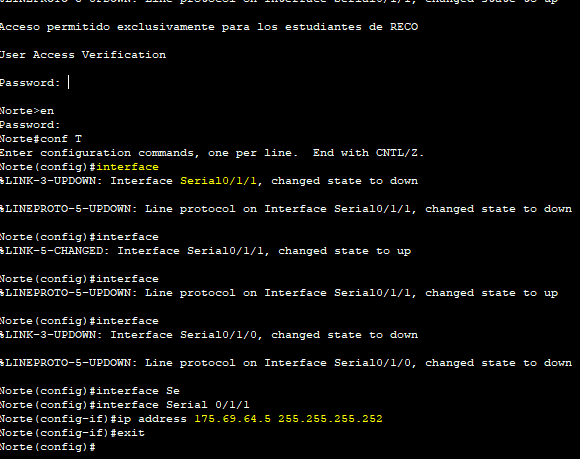 %LINEPROTO-5-UPDOWN: Line protocol on Interface Serial0/1/1, changed state to up
Acceso permitido exclusivamente para los estudiantes de RECO
User Access Verification
Password:
Norte>en
Password:
Norte#conf T
Enter configuration commands, one per line.  End with CNTL/Z.
Norte(config)#interface
%LINK-3-UPDOWN: Interface Serial0/1/1, changed state to down
%LINEPROTO-5-UPDOWN: Line protocol on Interface Serial0/1/1, changed state to down
Norte(config)#interface
%LINK-5-CHANGED: Interface Serial0/1/1, changed state to up
Norte(config)#interface
%LINEPROTO-5-UPDOWN: Line protocol on Interface Serial0/1/1, changed state to up
Norte(config)#interface
%LINK-3-UPDOWN: Interface Serial0/1/0, changed state to down
%LINEPROTO-5-UPDOWN: Line protocol on Interface Serial0/1/0, changed state to down
Norte(config)#interface Se
Norte(config)#interface Serial 0/1/1
Norte(config-if)#ip address 175.69.64.5 255.255.255.252
Norte(config-if)#exit
Norte(config)#